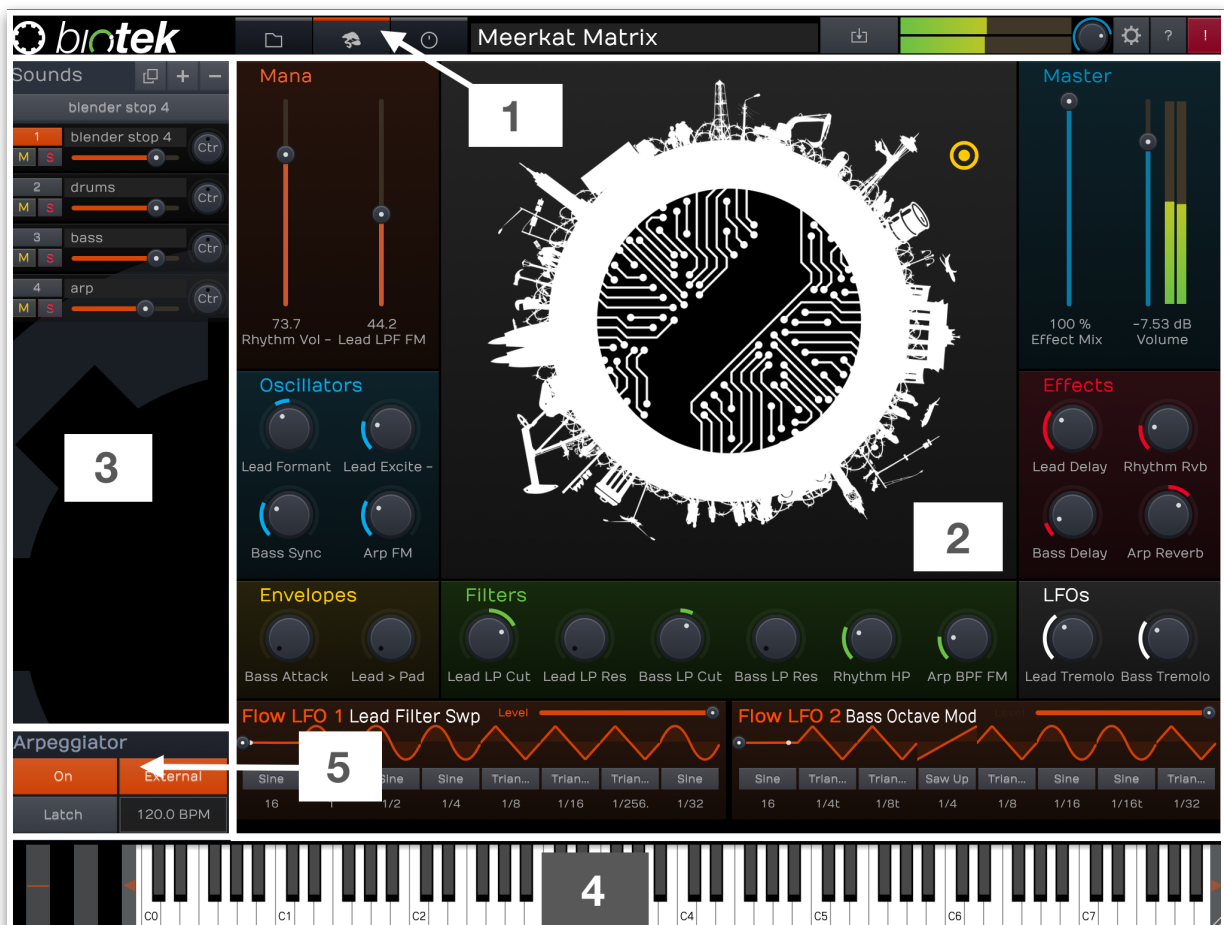 biotek
Meerkat Matrix
?
!
Sounds
+
−
blender stop 4
1
blender stop 4
M
S
Ctr
2
drums
M
S
Ctr
3
bass
M
S
Ctr
4
arp
M
S
Ctr
3
Mana
73.7
Rhythm Vol –
44.2
Lead LPF FM
1
2
Master
100 %
Effect Mix
-7.53 dB
Volume
Oscillators
Lead Formant
Lead Excite –
Bass Sync
Arp FM
Effects
Lead Delay
Rhythm Rvb
Bass Delay
Arp Reverb
Envelopes
Bass Attack
Lead > Pad
Filters
Lead LP Cut
Lead LP Res
Bass LP Cut
Bass LP Res
Rhythm HP
Arp BPF FM
LFOs
Lead Tremolo
Bass Tremolo
Arpeggiator
On
External
Latch
120.0 BPM
5
Flow LFO 1 Lead Filter Swp
Level
Sine Sine Sine Trian... Trian... Trian... Sine
16 1/2 1/4 1/8 1/16 1/256. 1/32
Flow LFO 2 Bass Octave Mod
Level
Sine Trian... Trian... Saw Up Trian... Sine Sine Trian...
16 1/4t 1/8t 1/4 1/8 1/16 1/16t 1/32
4
C0 C1 C2 C4 C5 C6 C7